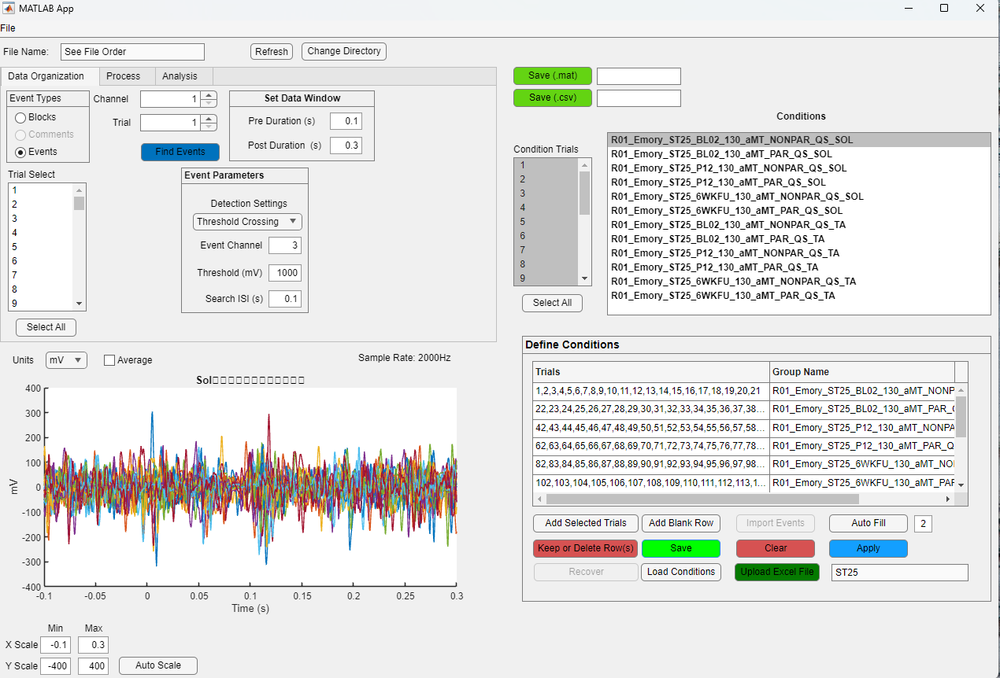 MATLAB App
File
File Name: See File Order Refresh Change Directory
Data Organization Process Analysis
Event Types
Blocks
Comments
Events
Channel 1
Trial 1
Find Events
Set Data Window
Pre Duration (s) 0.1
Post Duration (s) 0.3
Trial Select
1
2
3
4
5
6
7
8
9
Select All
Event Parameters
Detection Settings
Threshold Crossing
Event Channel 3
Threshold (mV) 1000
Search ISI (s) 0.1
Save (.mat)
Save (.csv)
Conditions
Condition Trials
1
2
3
4
5
6
7
8
9
Select All
R01_Emory_ST25_BL02_130_aMT_NONPAR_QS_SOL
R01_Emory_ST25_BL02_130_aMT_PAR_QS_SOL
R01_Emory_ST25_P12_130_aMT_NONPAR_QS_SOL
R01_Emory_ST25_P12_130_aMT_PAR_QS_SOL
R01_Emory_ST25_6WKFU_130_aMT_NONPAR_QS_SOL
R01_Emory_ST25_6WKFU_130_aMT_PAR_QS_SOL
R01_Emory_ST25_BL02_130_aMT_NONPAR_QS_TA
R01_Emory_ST25_BL02_130_aMT_PAR_QS_TA
R01_Emory_ST25_P12_130_aMT_NONPAR_QS_TA
R01_Emory_ST25_P12_130_aMT_PAR_QS_TA
R01_Emory_ST25_6WKFU_130_aMT_NONPAR_QS_TA
R01_Emory_ST25_6WKFU_130_aMT_PAR_QS_TA
Units mV Average Sample Rate: 2000Hz
Sol
400
300
200
100
0
-100
-200
-300
-400
mV
-0.1 -0.05 0 0.05 0.1 0.15 0.2 0.25 0.3
Time (s)
Min Max
X Scale -0.1 0.3
Y Scale -400 400 Auto Scale
Define Conditions
Trials Group Name
1,2,3,4,5,6,7,8,9,10,11,12,13,14,15,16,17,18,19,20,21 R01_Emory_ST25_BL02_130_aMT_NONP
22,23,24,25,26,27,28,29,30,31,32,33,34,35,36,37,38... R01_Emory_ST25_BL02_130_aMT_PAR_
42,43,44,45,46,47,48,49,50,51,52,53,54,55,56,57,58... R01_Emory_ST25_P12_130_aMT_NONPA
62,63,64,65,66,67,68,69,70,71,72,73,74,75,76,77,78... R01_Emory_ST25_P12_130_aMT_PAR_Q
82,83,84,85,86,87,88,89,90,91,92,93,94,95,96,97,98... R01_Emory_ST25_6WKFU_130_aMT_NO
102,103,104,105,106,107,108,109,110,111,112,113,1... R01_Emory_ST25_6WKFU_130_aMT_PAR
Add Selected Trials Add Blank Row Import Events Auto Fill 2
Keep or Delete Row(s) Save Clear Apply
Recover Load Conditions Upload Excel File ST25